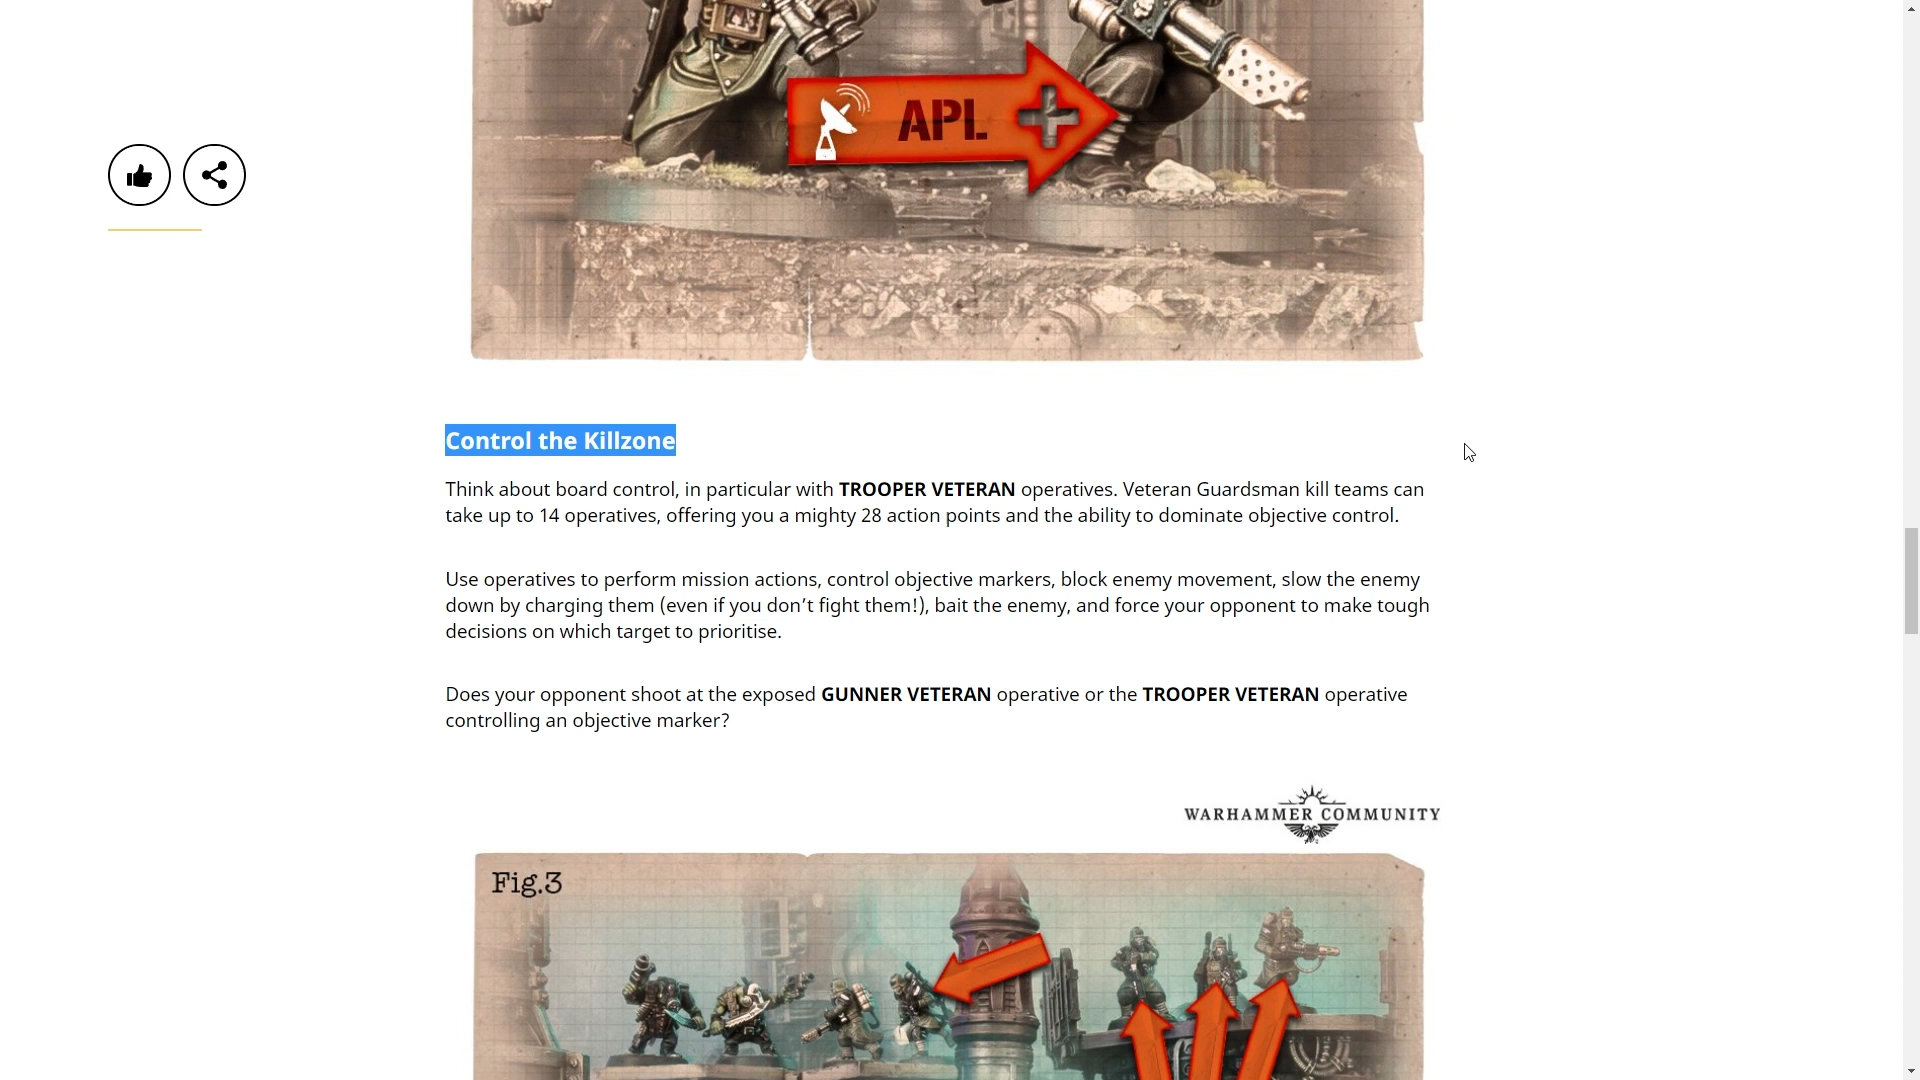 APL
Control the Killzone
Think about board control, in particular with TROOPER VETERAN operatives. Veteran Guardsman kill teams can
take up to 14 operatives, offering you a mighty 28 action points and the ability to dominate objective control.
Use operatives to perform mission actions, control objective markers, block enemy movement, slow the enemy
down by charging them (even if you don’t fight them!), bait the enemy, and force your opponent to make tough
decisions on which target to prioritise.
Does your opponent shoot at the exposed GUNNER VETERAN operative or the TROOPER VETERAN operative
controlling an objective marker?
WARHAMMER COMMUNITY
Fig.3